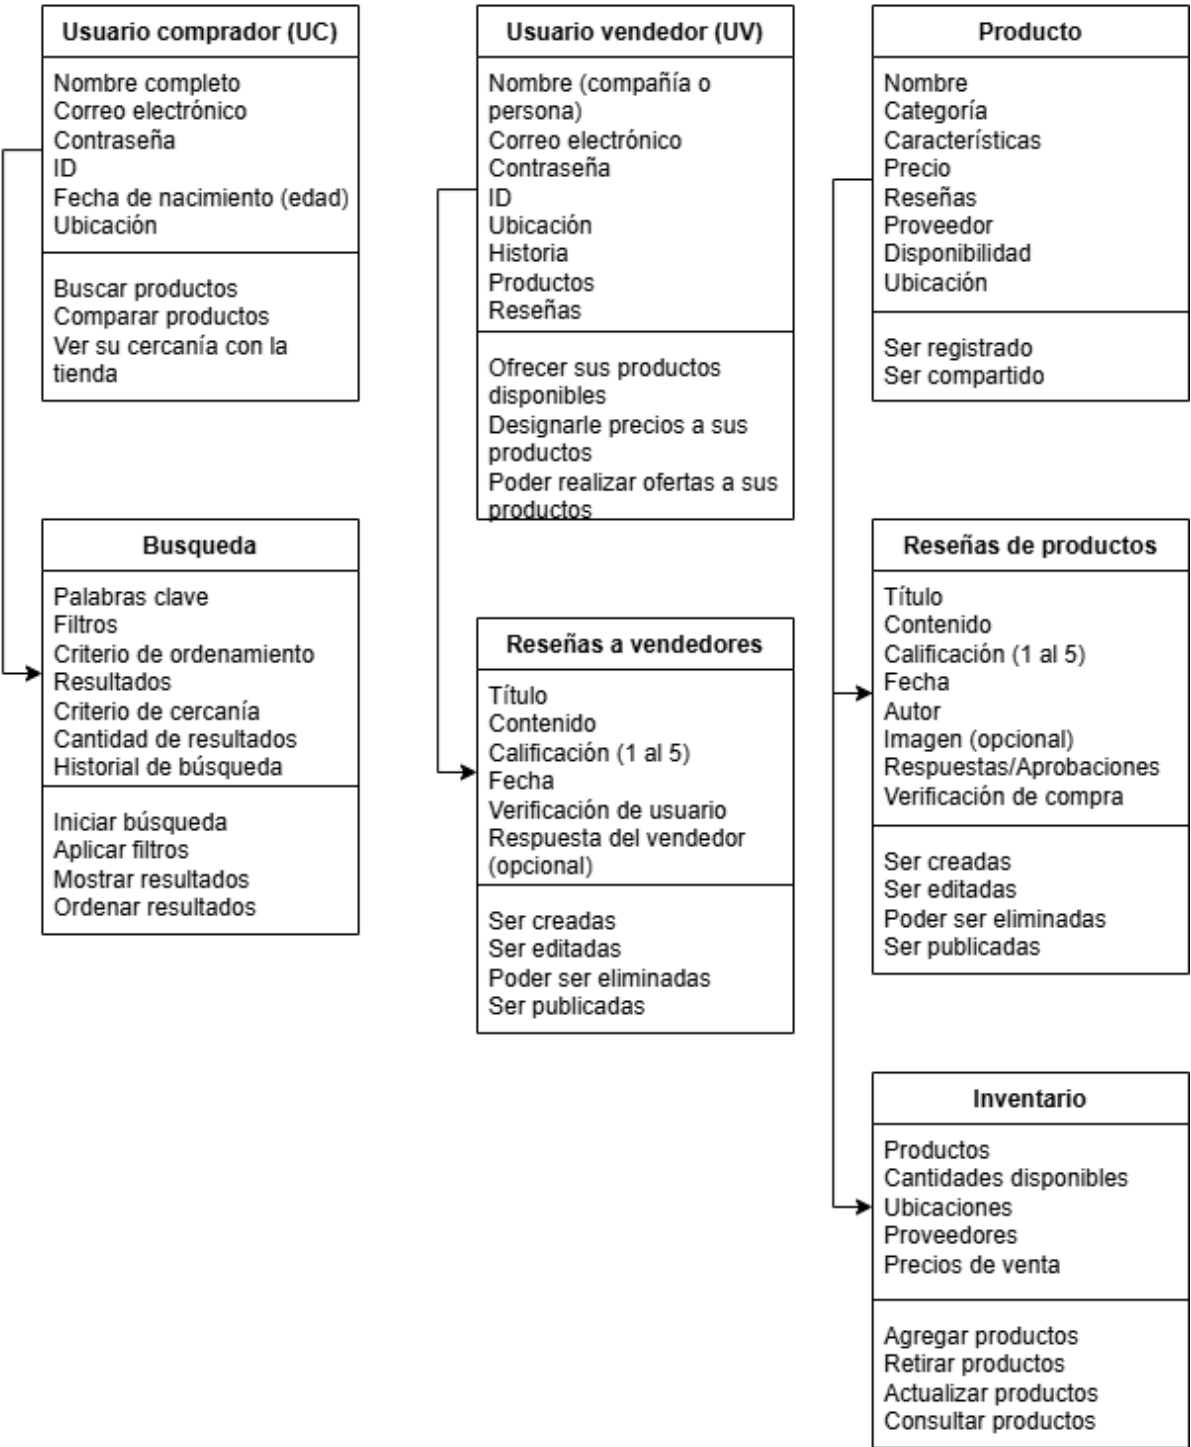 Usuario comprador (UC)
Nombre completo
Correo electrónico
Contraseña
ID
Fecha de nacimiento (edad)
Ubicación
Buscar productos
Comparar productos
Ver su cercanía con la
tienda
Usuario vendedor (UV)
Nombre (compañía o
persona)
Correo electrónico
Contraseña
ID
Ubicación
Historia
Productos
Reseñas
Ofrecer sus productos
disponibles
Designarle precios a sus
productos
Poder realizar ofertas a sus
productos
Producto
Nombre
Categoría
Características
Precio
Reseñas
Proveedor
Disponibilidad
Ubicación
Ser registrado
Ser compartido
Busqueda
Palabras clave
Filtros
Criterio de ordenamiento
Resultados
Criterio de cercanía
Cantidad de resultados
Historial de búsqueda
Iniciar búsqueda
Aplicar filtros
Mostrar resultados
Ordenar resultados
Reseñas a vendedores
Título
Contenido
Calificación (1 al 5)
Fecha
Verificación de usuario
Respuesta del vendedor
(opcional)
Ser creadas
Ser editadas
Poder ser eliminadas
Ser publicadas
Reseñas de productos
Título
Contenido
Calificación (1 al 5)
Fecha
Autor
Imagen (opcional)
Respuestas/Aprobaciones
Verificación de compra
Ser creadas
Ser editadas
Poder ser eliminadas
Ser publicadas
Inventario
Productos
Cantidades disponibles
Ubicaciones
Proveedores
Precios de venta
Agregar productos
Retirar productos
Actualizar productos
Consultar productos